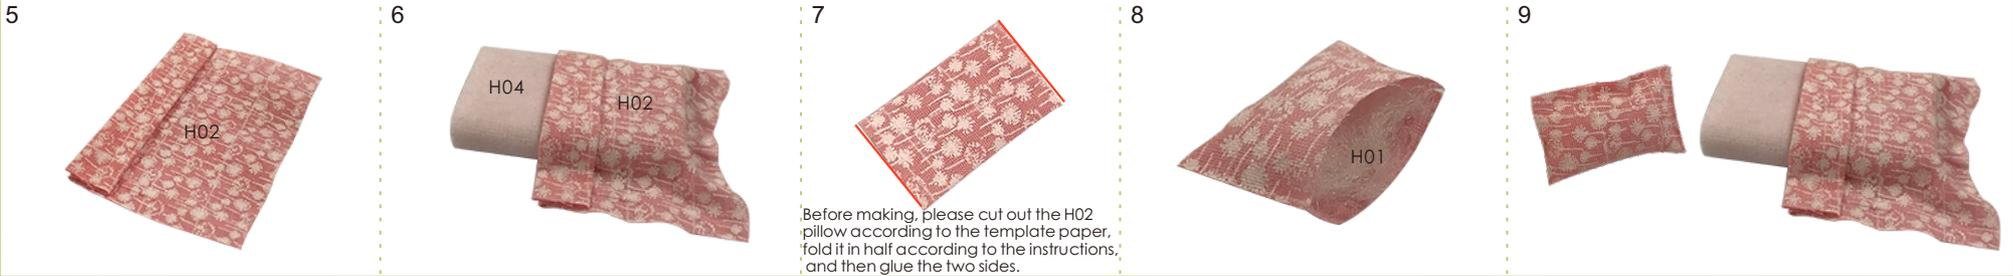 5
6
7
8
9
H02
H04
H02
H01
Before making, please cut out the H02
pillow according to the template paper,
fold it in half according to the instructions,
and then glue the two sides.